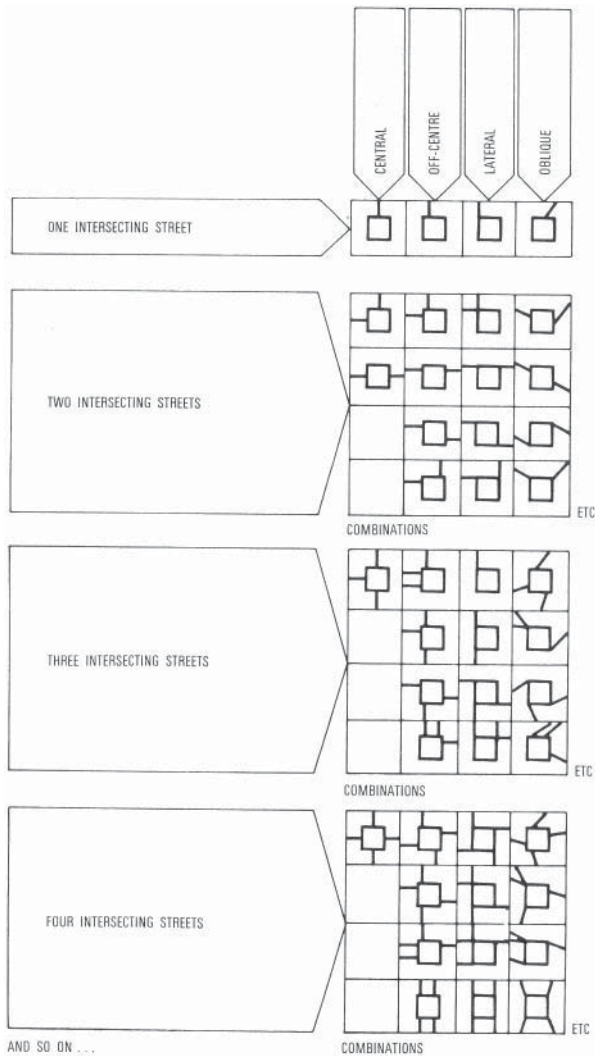 CENTRAL
OFF-CENTRE
LATERAL
OBLIQUE
ONE INTERSECTING STREET
TWO INTERSECTING STREETS
ETC
COMBINATIONS
THREE INTERSECTING STREETS
ETC
COMBINATIONS
FOUR INTERSECTING STREETS
ETC
AND SO ON ...
COMBINATIONS